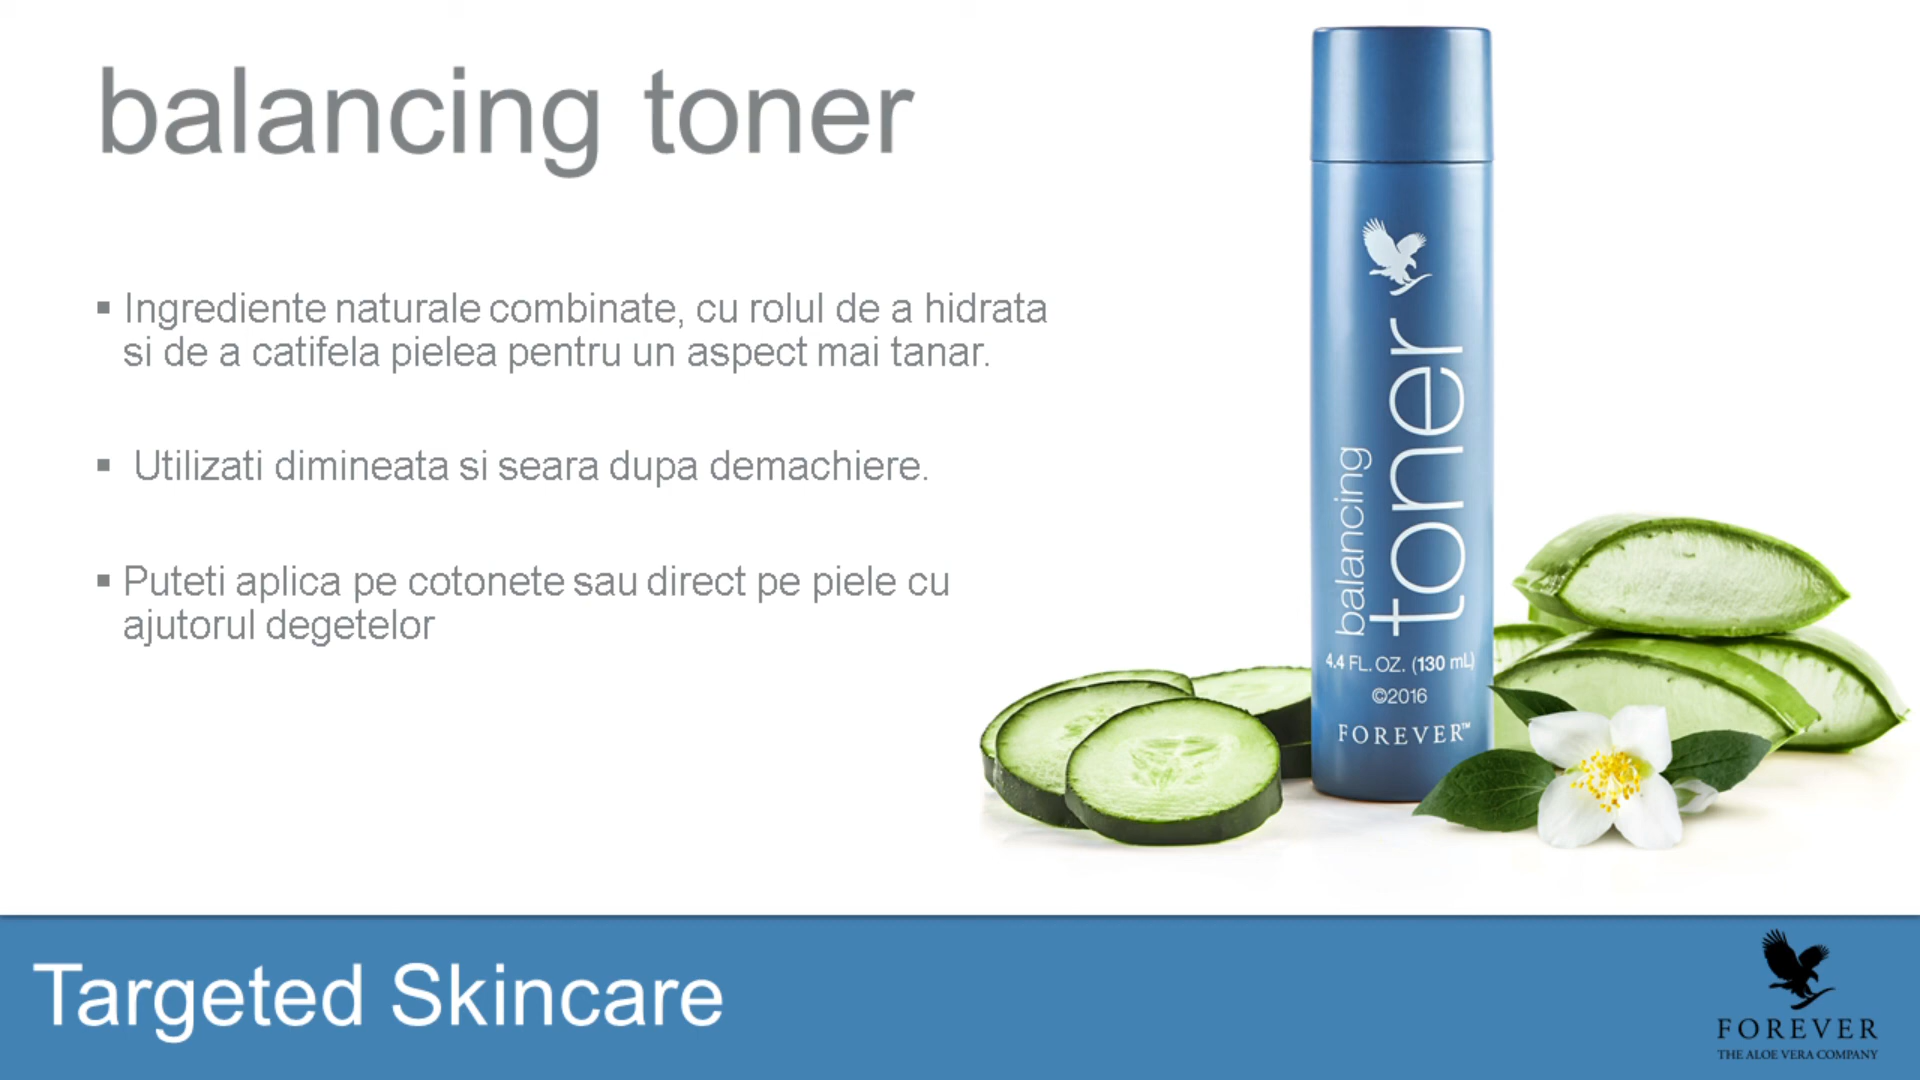 balancing toner
▪ Ingrediente naturale combinate, cu rolul de a hidrata
si de a catifela pielea pentru un aspect mai tanar.
▪ Utilizati dimineata si seara dupa demachiere.
▪ Puteti aplica pe cotonete sau direct pe piele cu
ajutorul degetelor
balancing
toner
4.4 FL. OZ. (130 mL)
©2016
FOREVER™
Targeted Skincare
FOREVER
THE ALOE VERA COMPANY